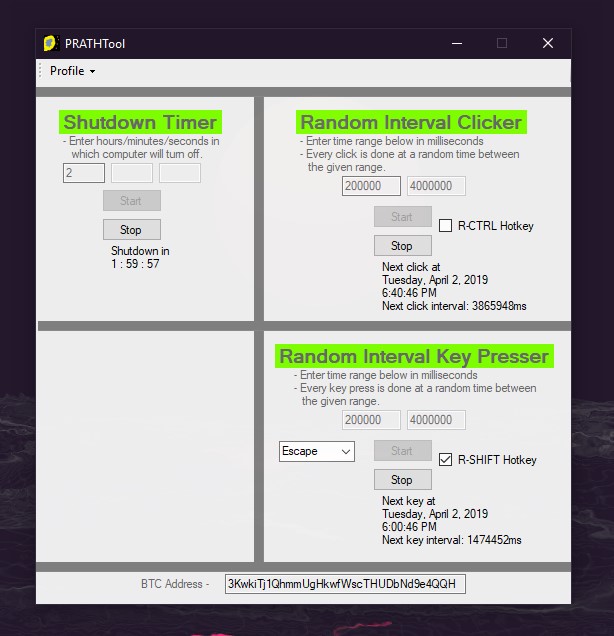 PRATHTool
Profile
Shutdown Timer
- Enter hours/minutes/seconds in
which computer will turn off.
2
Start
Stop
Shutdown in
1 : 59 : 57
Random Interval Clicker
- Enter time range below in milliseconds
- Every click is done at a random time between
the given range.
200000 4000000
Start
R-CTRL Hotkey
Stop
Next click at
Tuesday, April 2, 2019
6:40:46 PM
Next click interval: 3865948ms
Random Interval Key Presser
- Enter time range below in milliseconds
- Every key press is done at a random time between
the given range.
200000 4000000
Escape
Start
R-SHIFT Hotkey
Stop
Next key at
Tuesday, April 2, 2019
6:00:46 PM
Next key interval: 1474452ms
BTC Address - 3KwkiTj1QhmmUgHkwfWscTHUDbNd9e4QQH